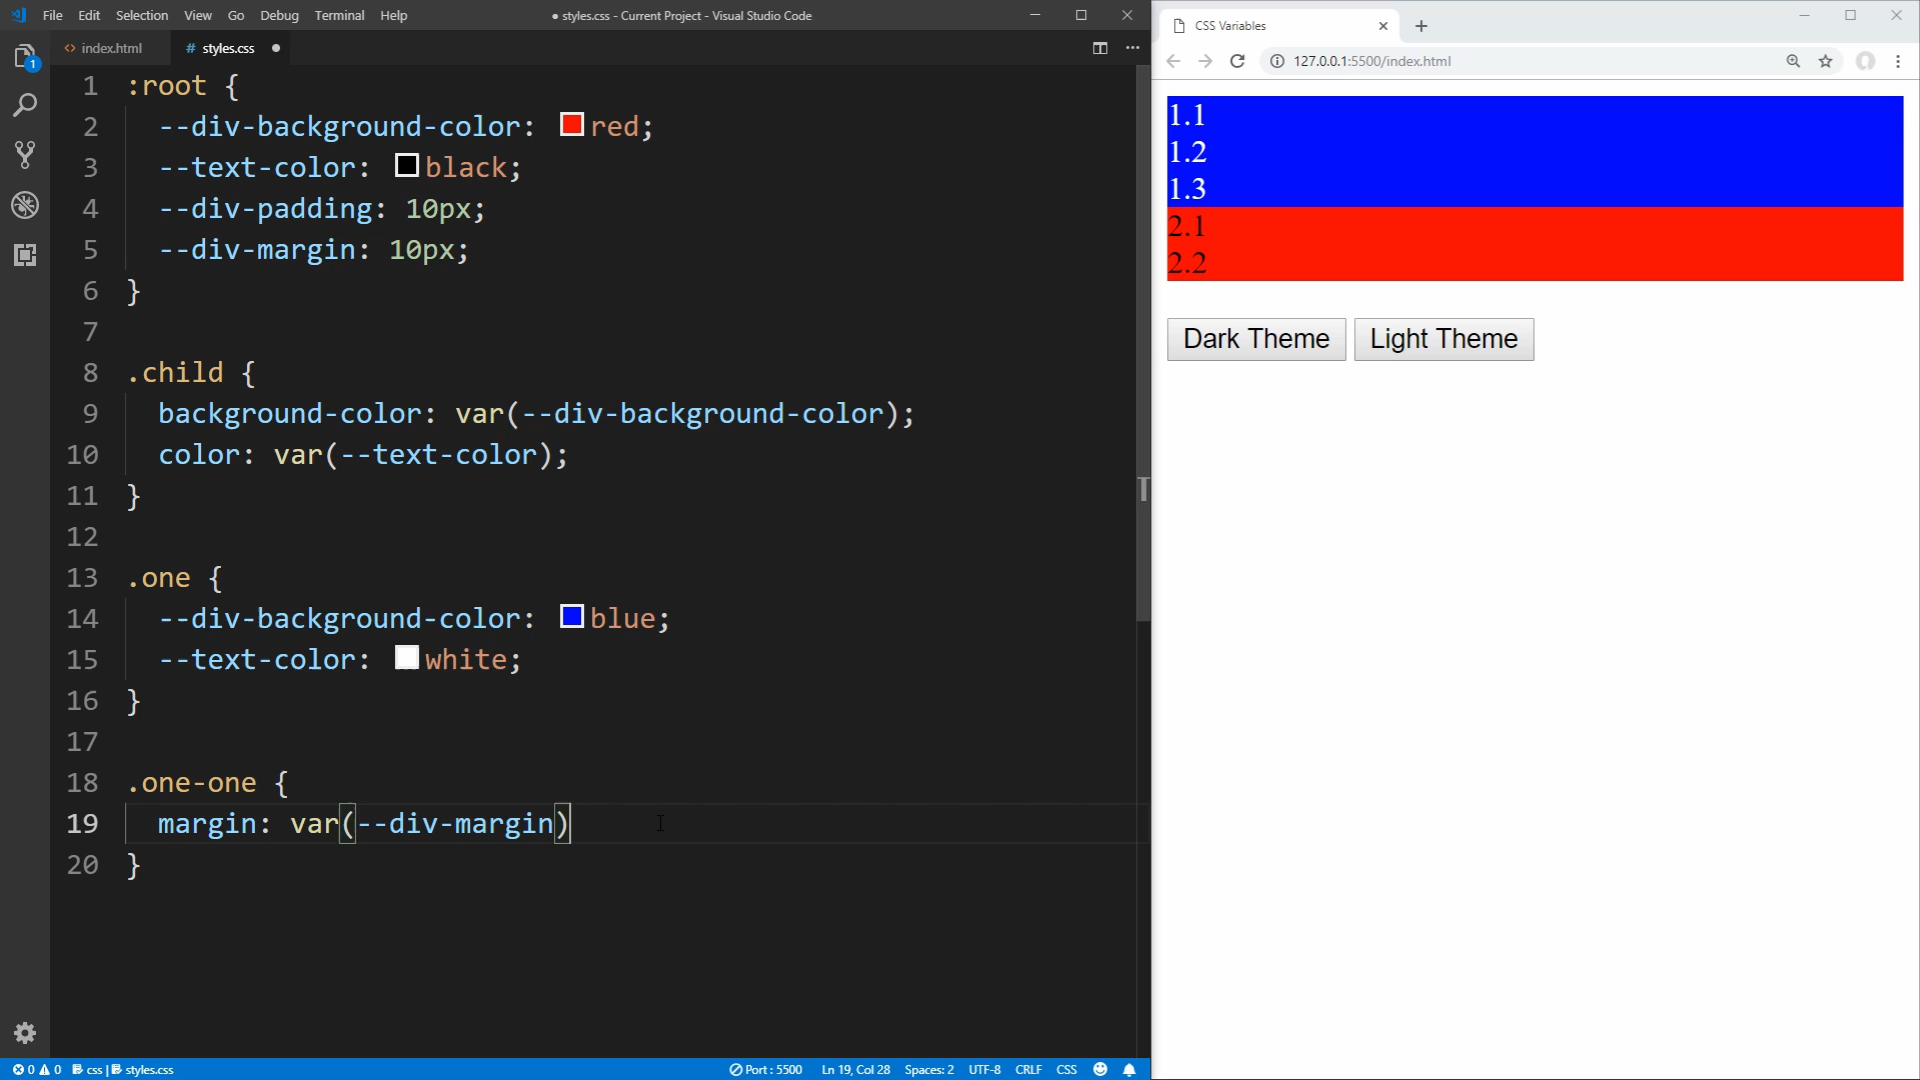 File Edit Selection View Go Debug Terminal Help
● styles.css - Current Project - Visual Studio Code
<> index.html
# styles.css ●
1
1 :root {
2 --div-background-color: red;
3 --text-color: black;
4 --div-padding: 10px;
5 --div-margin: 10px;
6 }
7
8 .child {
9 background-color: var(--div-background-color);
10 color: var(--text-color);
11 }
12
13 .one {
14 --div-background-color: blue;
15 --text-color: white;
16 }
17
18 .one-one {
19 margin: var(--div-margin)
20 }
0 0 css | styles.css
Port : 5500 Ln 19, Col 28 Spaces: 2 UTF-8 CRLF CSS
CSS Variables
127.0.0.1:5500/index.html
1.1
1.2
1.3
2.1
2.2
Dark Theme Light Theme